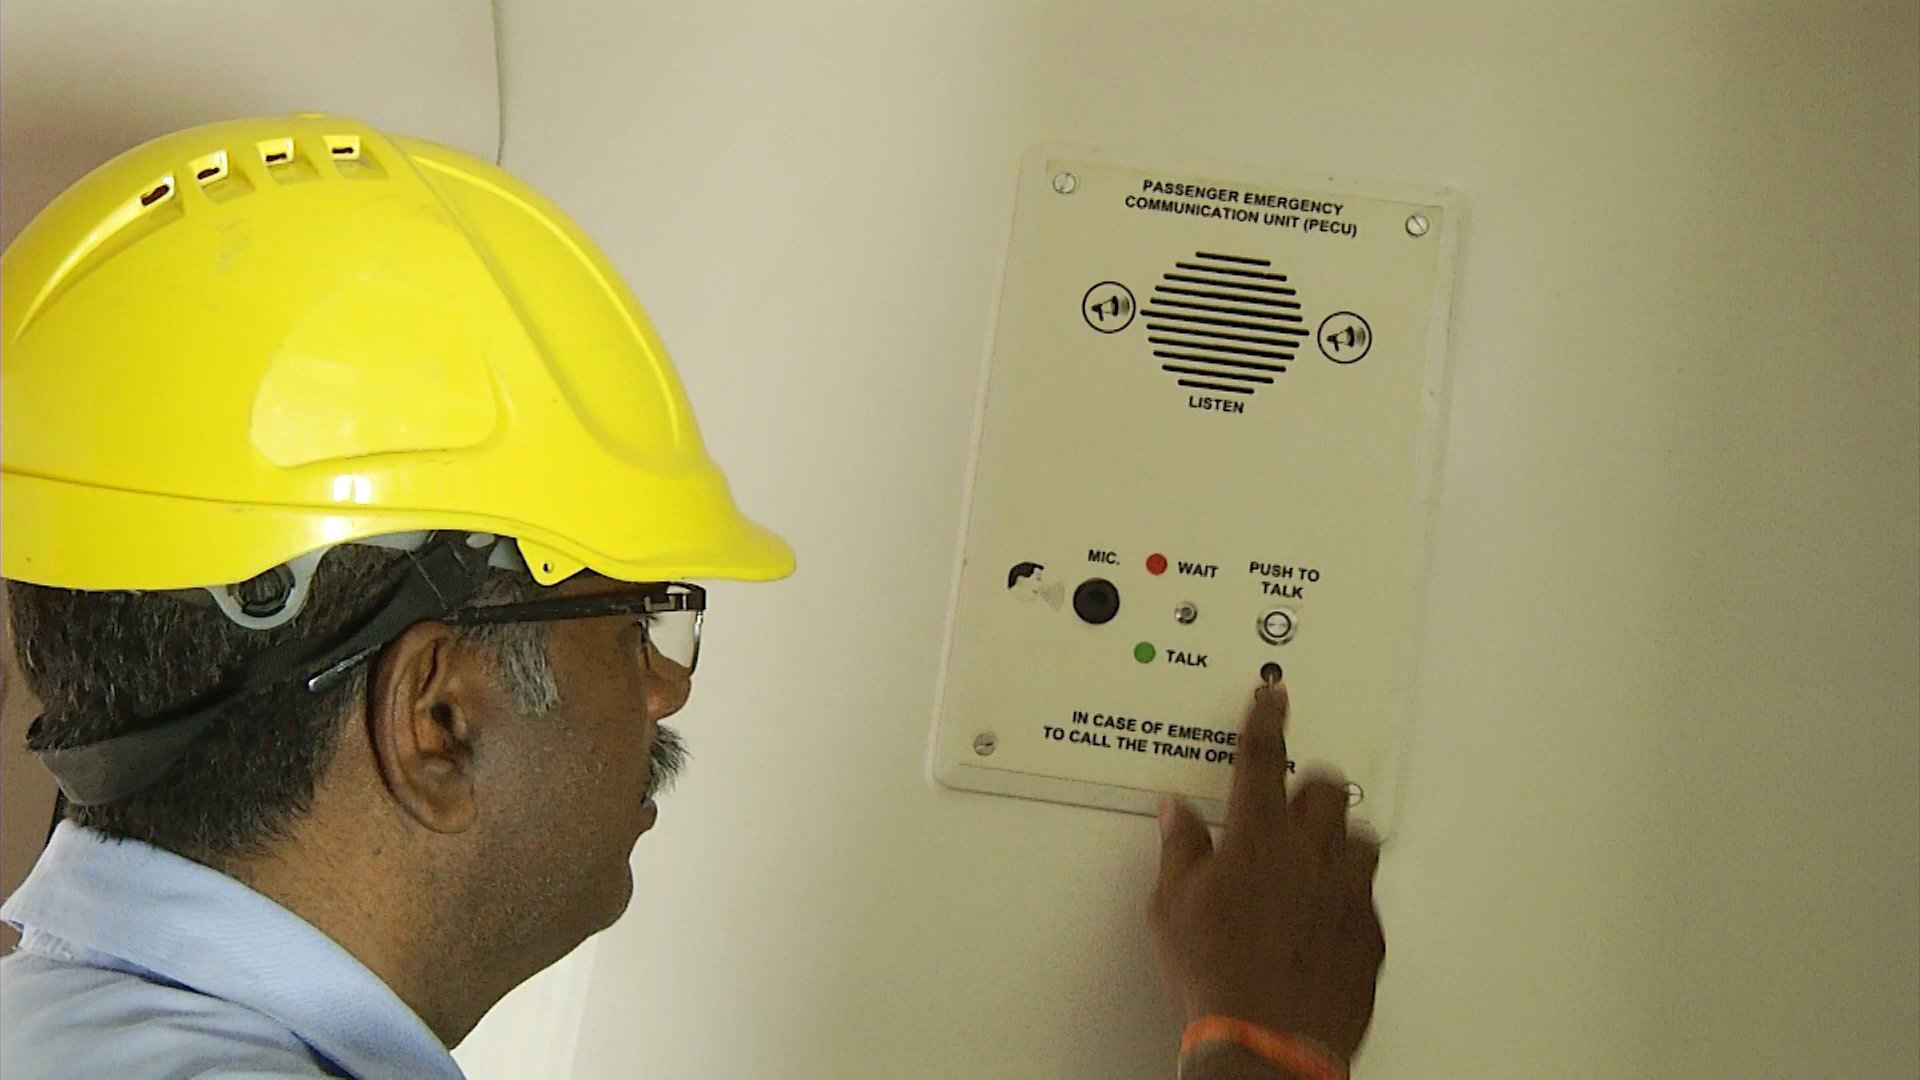 PASSENGER EMERGENCY
COMMUNICATION UNIT (PECU)
LISTEN
MIC.
WAIT
PUSH TO
TALK
TALK
IN CASE OF
TO CALL THE TRAIN